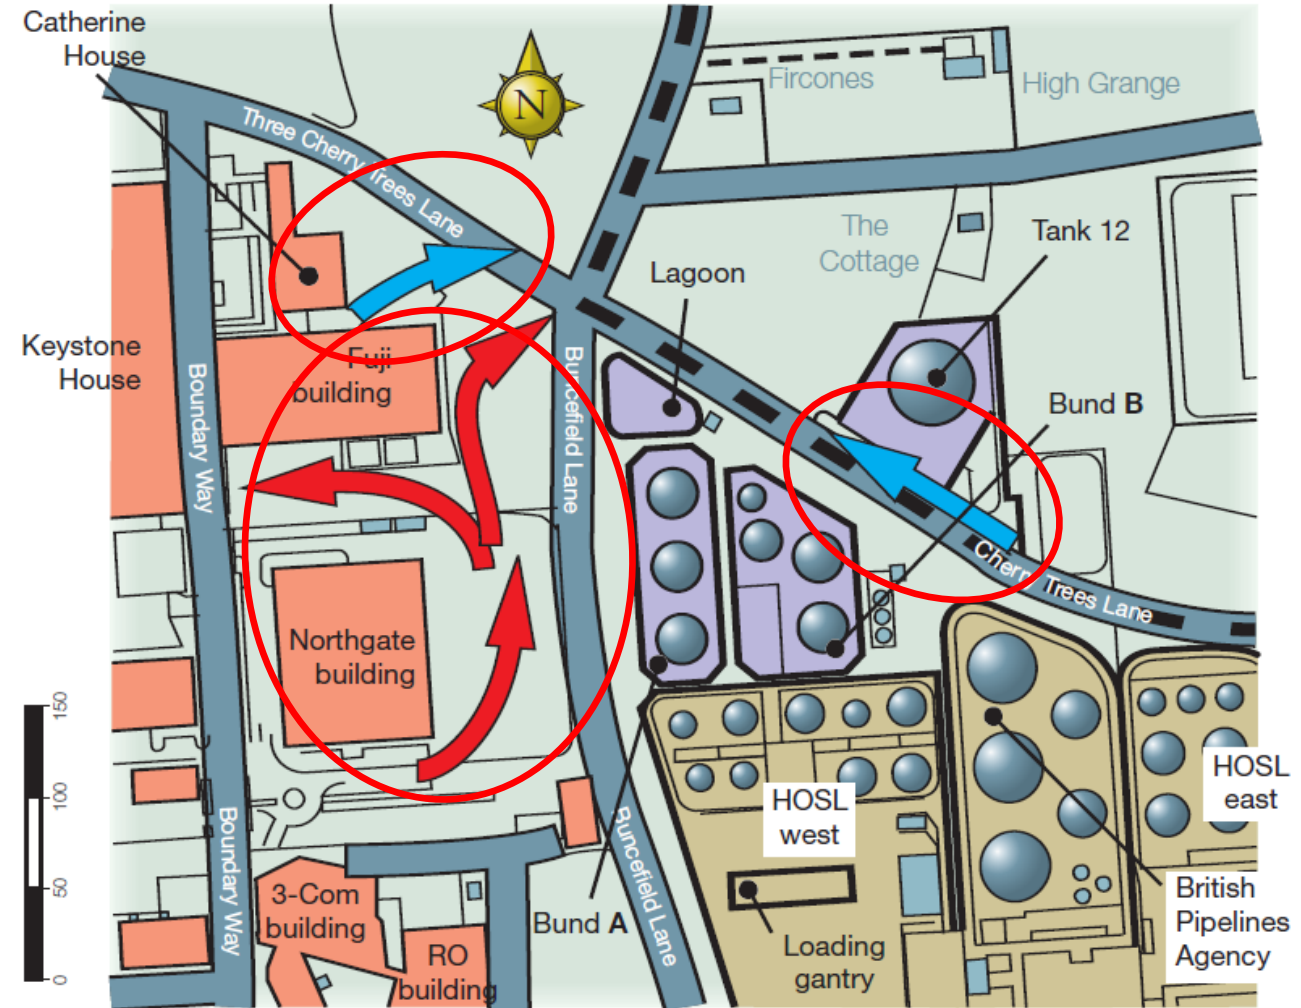 Catherine
House
N
Three Cherry Trees Lane
Fircones
High Grange
The
Cottage
Tank 12
Lagoon
Keystone
House
Fuji
building
Boundary Way
Buncefield Lane
Bund B
Cherry Trees Lane
Northgate
building
150
100
50
0
HOSL
west
HOSL
east
Boundary Way
Buncefield Lane
3-Com
building
RO
building
Bund A
Loading
gantry
British
Pipelines
Agency